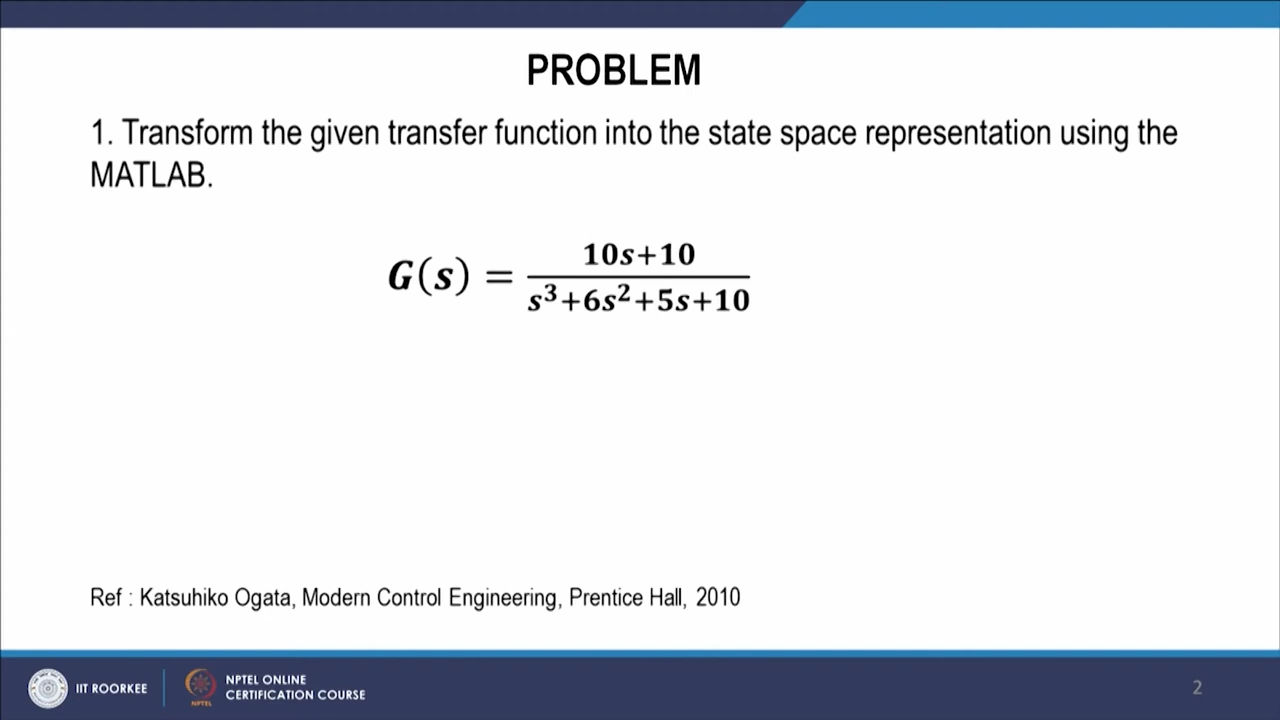 PROBLEM
1. Transform the given transfer function into the state space representation using the
MATLAB.
G(s) = 10s+10 / s³+6s²+5s+10
Ref : Katsuhiko Ogata, Modern Control Engineering, Prentice Hall, 2010
IIT ROORKEE
NPTEL
NPTEL ONLINE
CERTIFICATION COURSE
2